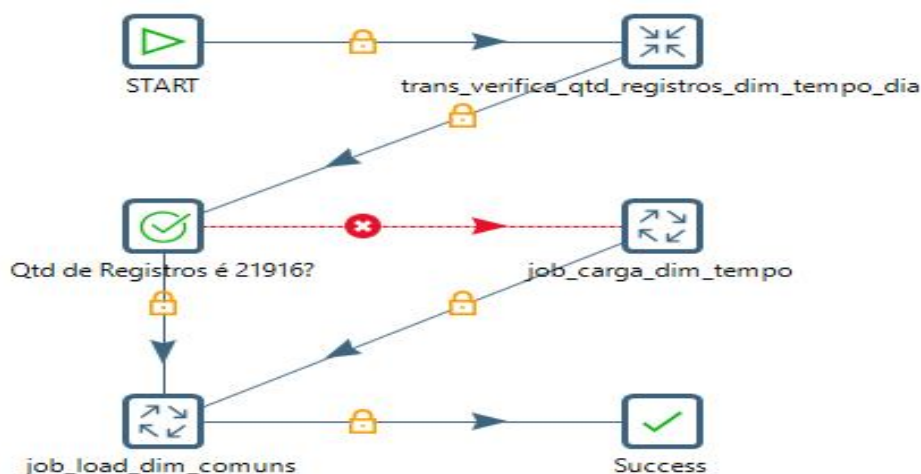 START
trans_verifica_qtd_registros_dim_tempo_dia
Qtd de Registros é 21916?
job_carga_dim_tempo
job_load_dim_comuns
Success